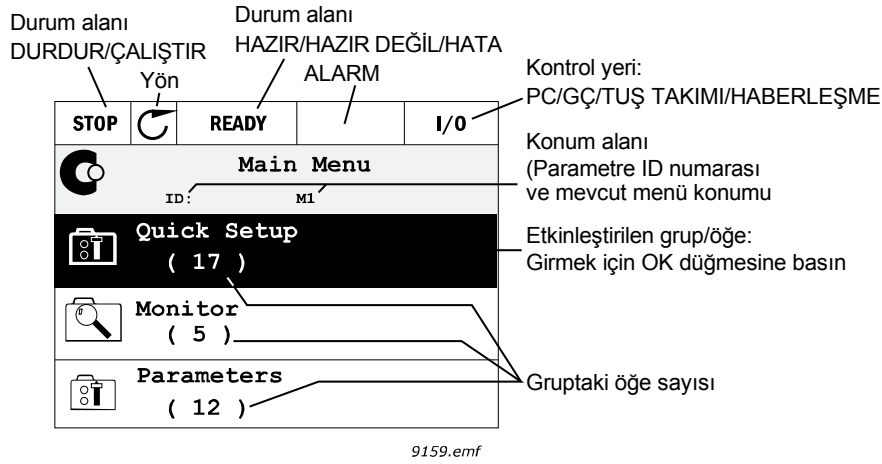 Durum alanı
DURDUR/ÇALIŞTIR
Yön
Durum alanı
HAZIR/HAZIR DEĞİL/HATA
ALARM
Kontrol yeri:
PC/GÇ/TUŞ TAKIMI/HABERLEŞME
STOP
READY
I/0
Main Menu
ID:
M1
Konum alanı
(Parametre ID numarası
ve mevcut menü konumu
Quick Setup
( 17 )
Etkinleştirilen grup/öğe:
Girmek için OK düğmesine basın
Monitor
( 5 )
Parameters
( 12 )
Gruptaki öğe sayısı
9159.emf